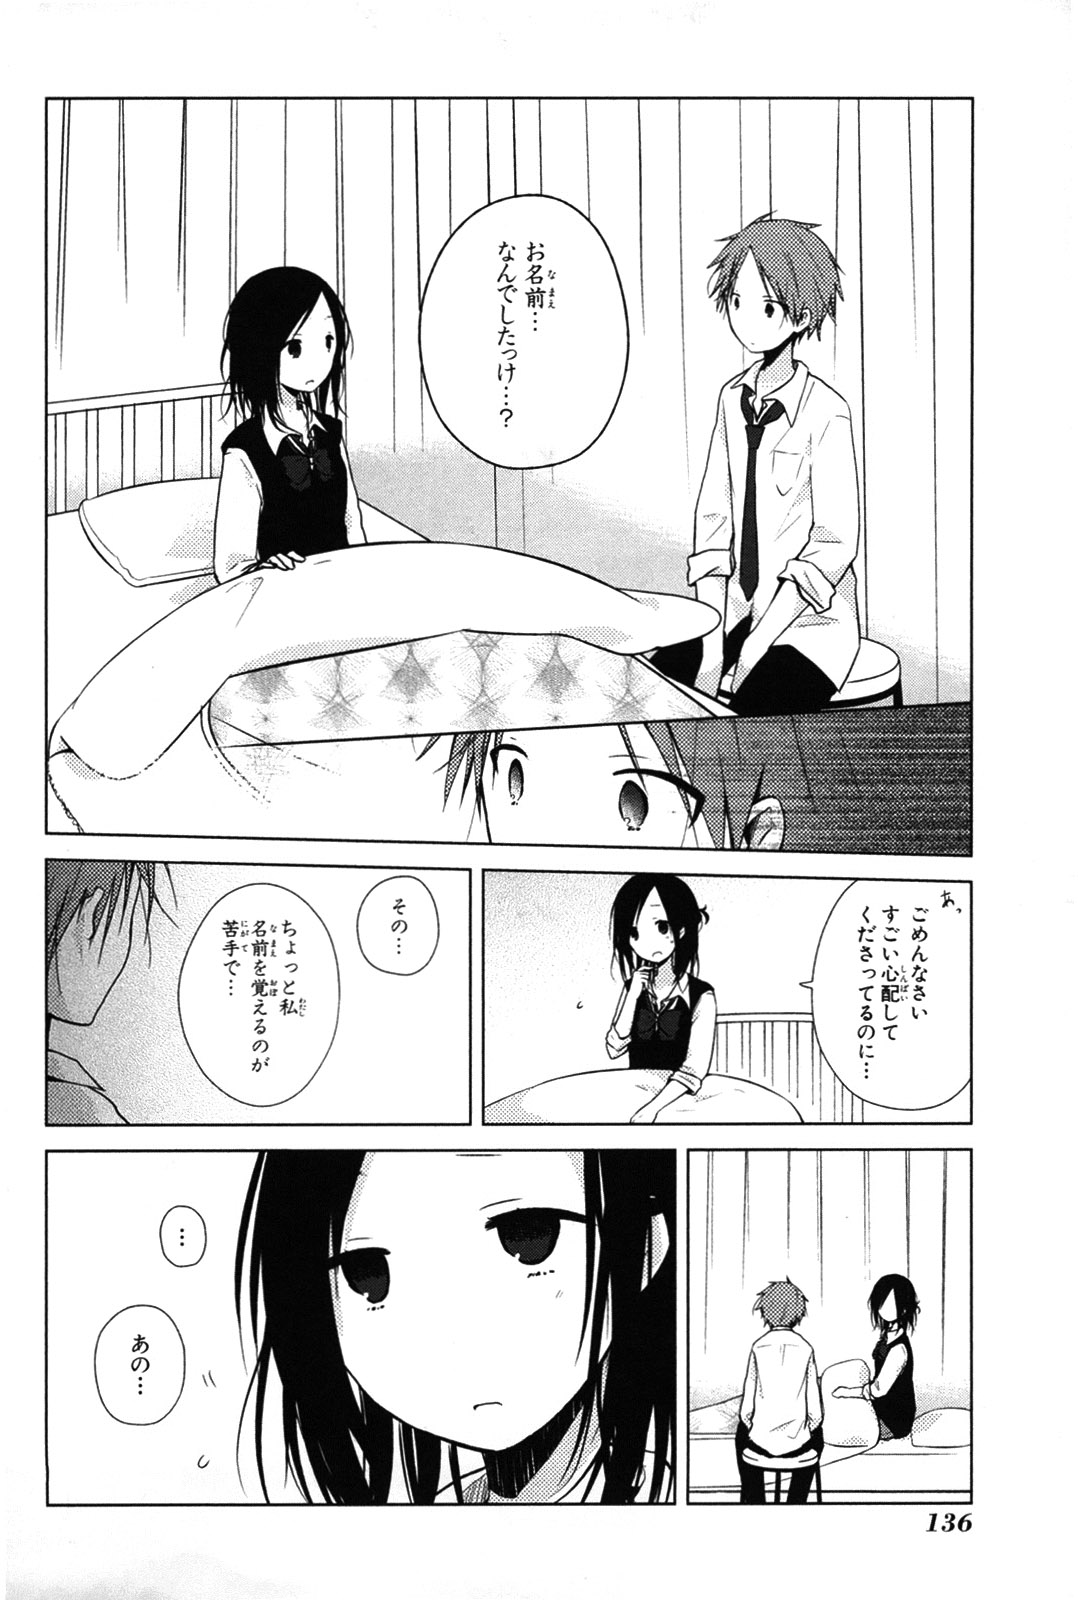 お名前…
なんでしたっけ…？
あっ
ごめんなさい
すごい心配して
くださってるのに…
その…
ちょっと私
名前を覚えるのが
苦手で…
…
あの…
136